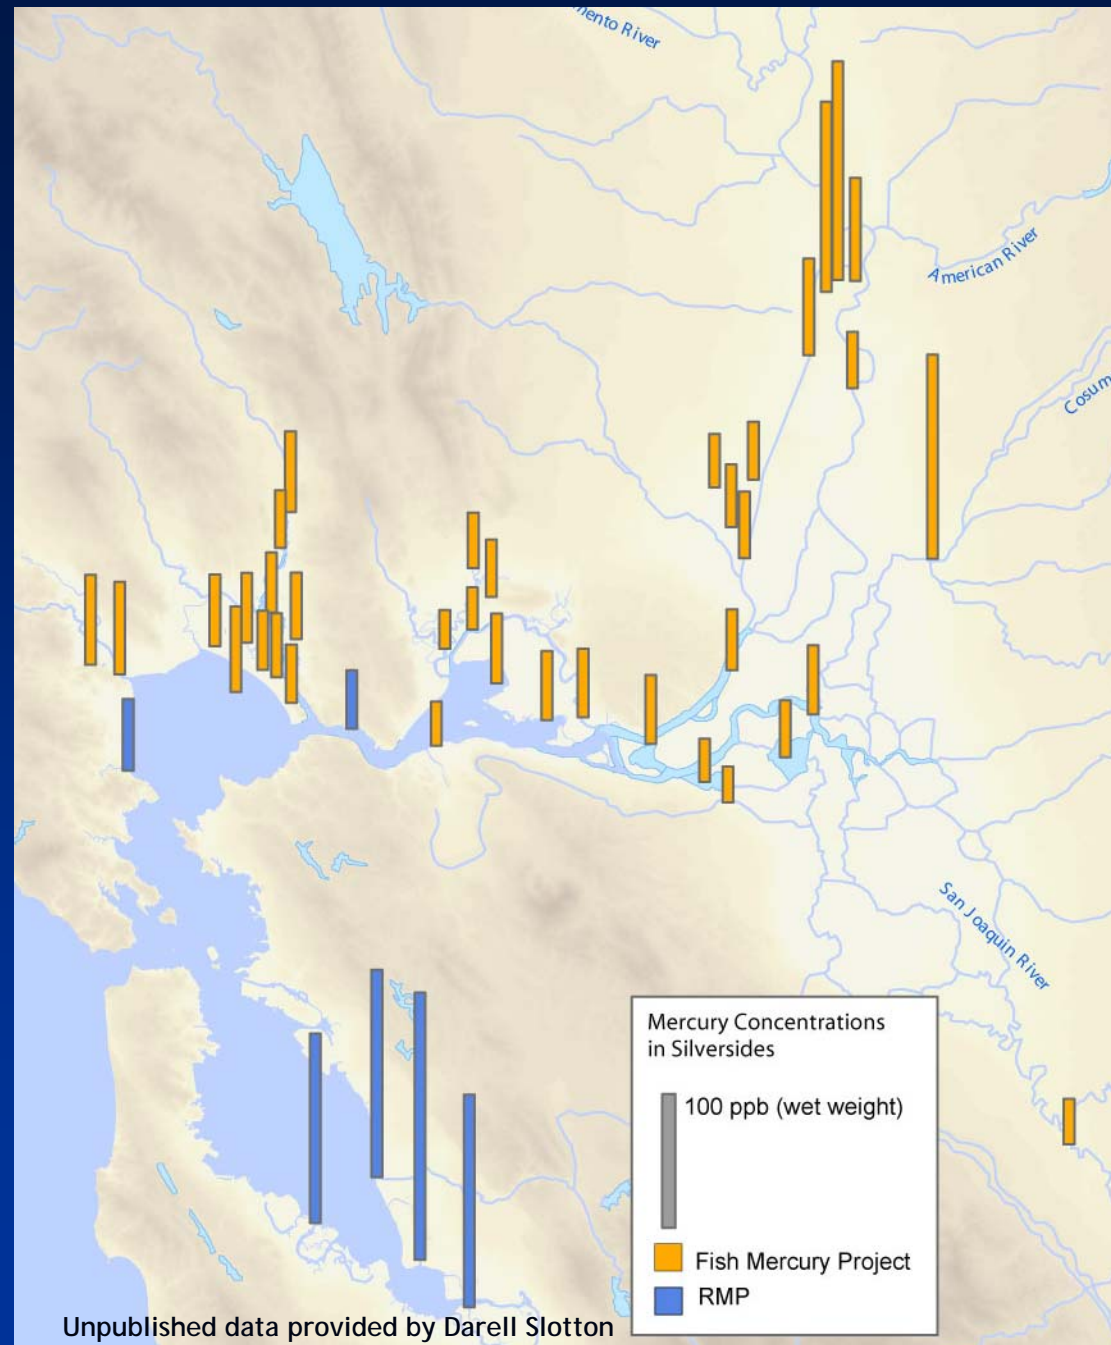 mento River
American River
Cosum
San Joaquin River
Mercury Concentrations
in Silversides
100 ppb (wet weight)
Fish Mercury Project
RMP
Unpublished data provided by Darell Slotton